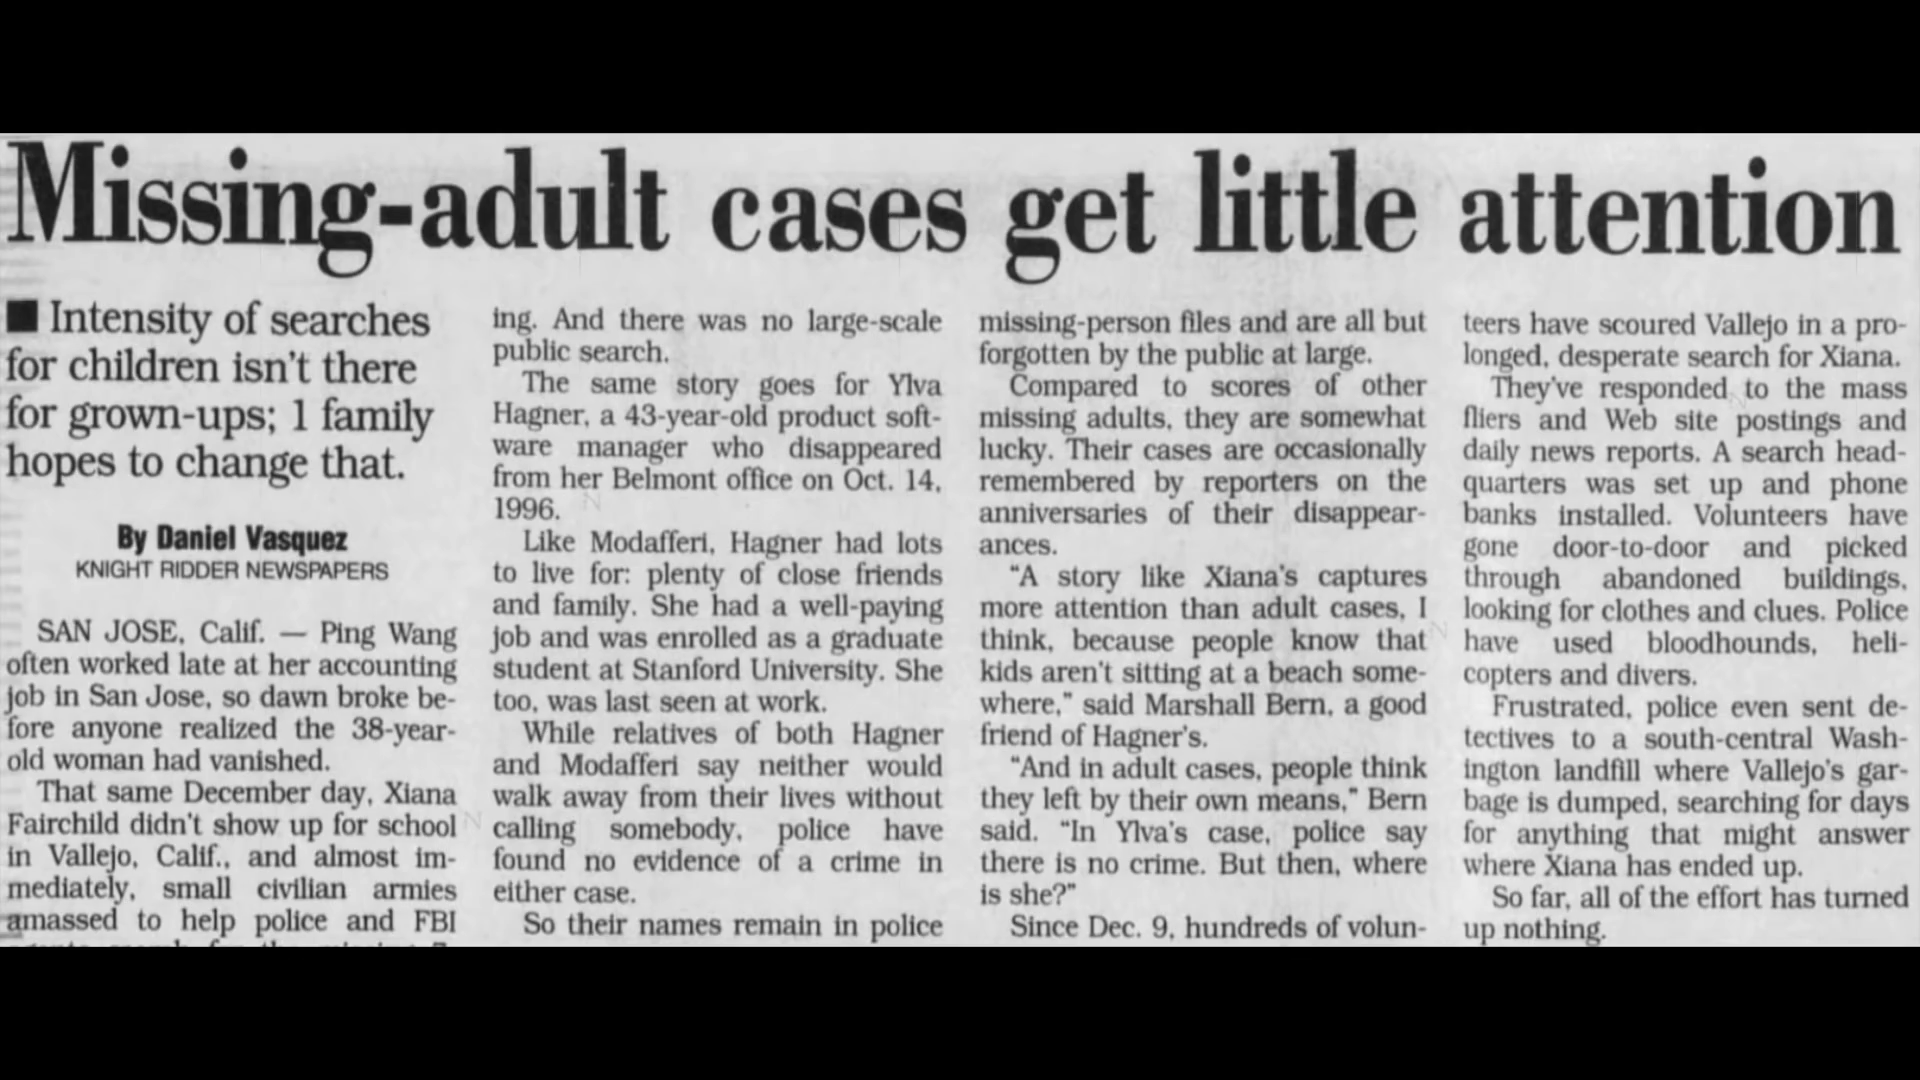 Missing-adult cases get little attention
■ Intensity of searches
for children isn't there
for grown-ups; 1 family
hopes to change that.
By Daniel Vasquez
KNIGHT RIDDER NEWSPAPERS
SAN JOSE, Calif. — Ping Wang
often worked late at her accounting
job in San Jose, so dawn broke be-
fore anyone realized the 38-year-
old woman had vanished.
That same December day, Xiana
Fairchild didn't show up for school
in Vallejo, Calif., and almost im-
mediately, small civilian armies
amassed to help police and FBI
ing. And there was no large-scale
public search.
The same story goes for Ylva
Hagner, a 43-year-old product soft-
ware manager who disappeared
from her Belmont office on Oct. 14,
1996.
Like Modafferi, Hagner had lots
to live for: plenty of close friends
and family. She had a well-paying
job and was enrolled as a graduate
student at Stanford University. She
too, was last seen at work.
While relatives of both Hagner
and Modafferi say neither would
walk away from their lives without
calling somebody, police have
found no evidence of a crime in
either case.
So their names remain in police
missing-person files and are all but
forgotten by the public at large.
Compared to scores of other
missing adults, they are somewhat
lucky. Their cases are occasionally
remembered by reporters on the
anniversaries of their disappear-
ances.
"A story like Xiana's captures
more attention than adult cases, I
think, because people know that
kids aren't sitting at a beach some-
where," said Marshall Bern, a good
friend of Hagner's.
"And in adult cases, people think
they left by their own means," Bern
said. "In Ylva's case, police say
there is no crime. But then, where
is she?"
Since Dec. 9, hundreds of volun-
teers have scoured Vallejo in a pro-
longed, desperate search for Xiana.
They've responded to the mass
fliers and Web site postings and
daily news reports. A search head-
quarters was set up and phone
banks installed. Volunteers have
gone door-to-door and picked
through abandoned buildings,
looking for clothes and clues. Police
have used bloodhounds, heli-
copters and divers.
Frustrated, police even sent de-
tectives to a south-central Wash-
ington landfill where Vallejo's gar-
bage is dumped, searching for days
for anything that might answer
where Xiana has ended up.
So far, all of the effort has turned
up nothing.